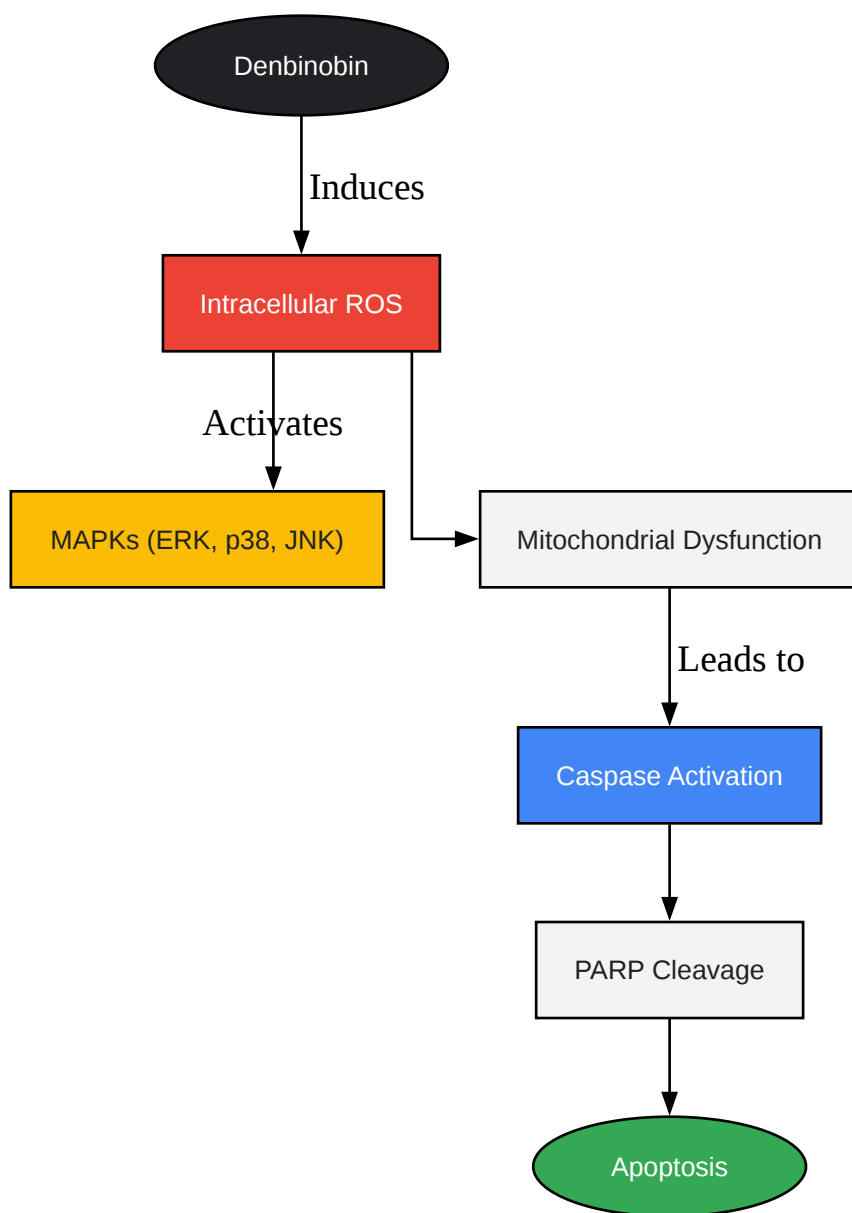 Denbinobin
Induces
Intracellular ROS
Activates
MAPKs (ERK, p38, JNK)
Mitochondrial Dysfunction
Leads to
Caspase Activation
PARP Cleavage
Apoptosis